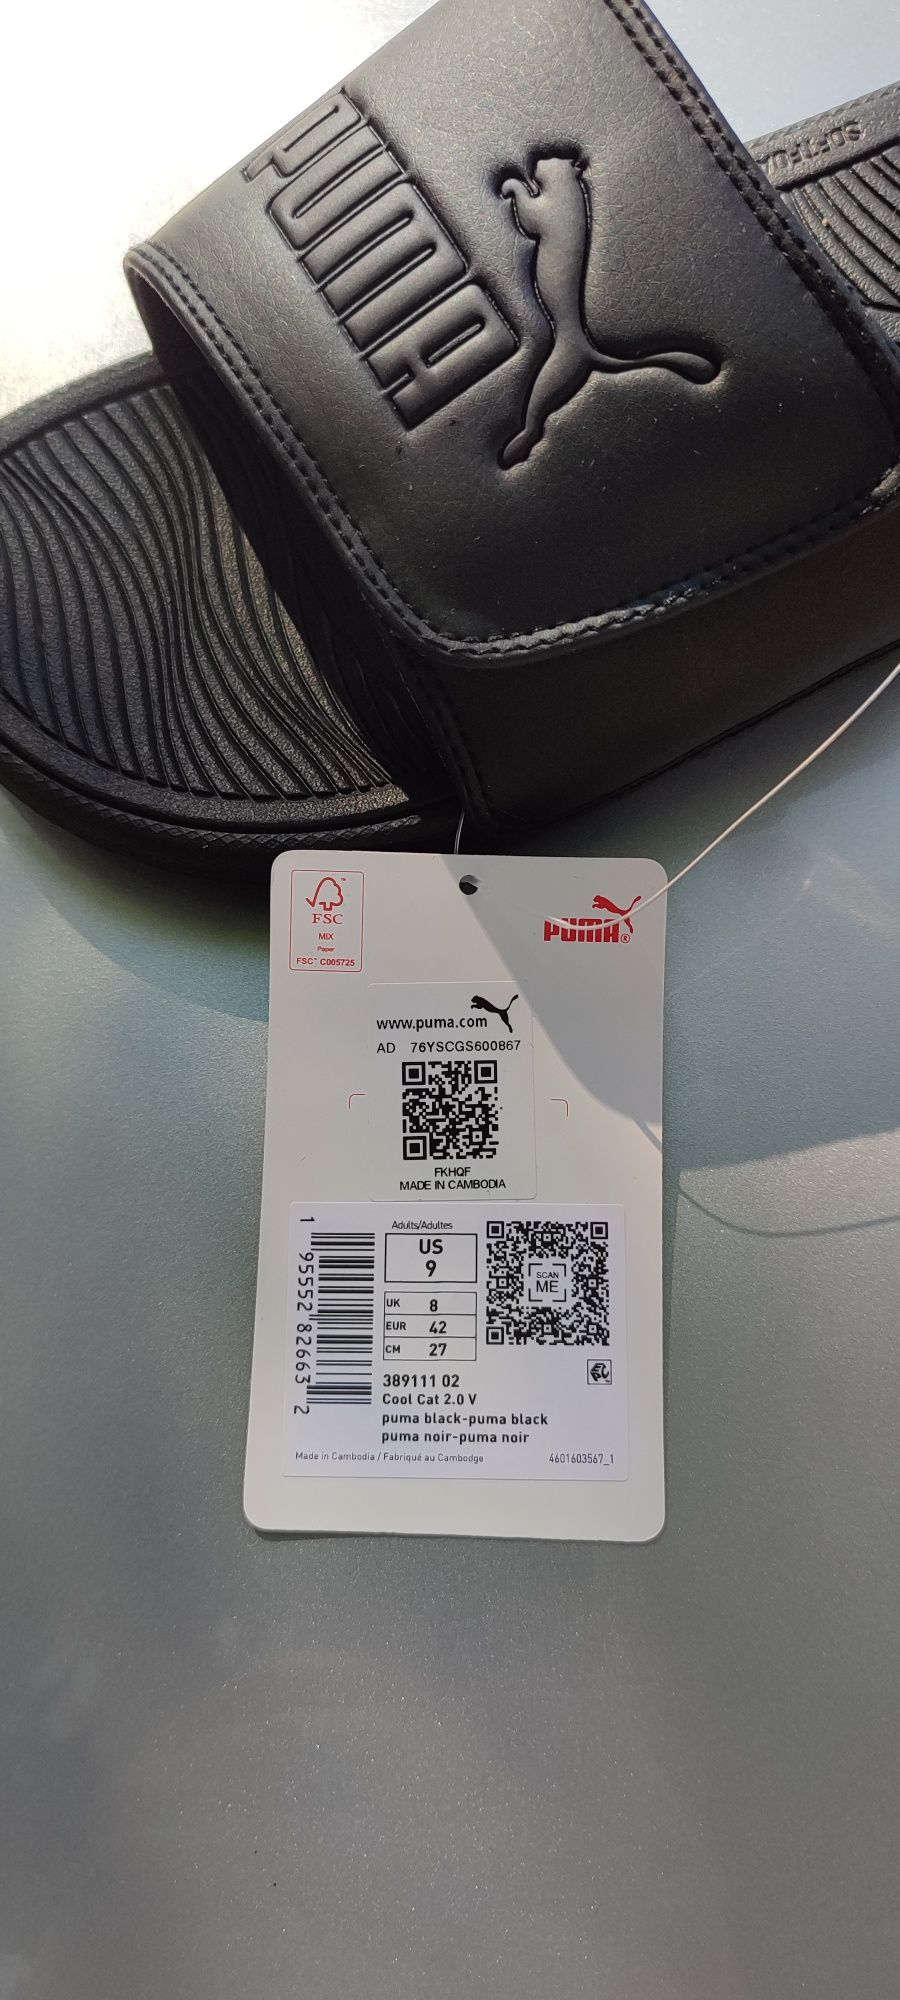 PUMA
SOFTFOA
FSC™
MIX
Paper
FSC™ C005725
PUMA®
www.puma.com
AD 76YSCGS600867
FKHQF
MADE IN CAMBODIA
1 95552 82663 2
Adults/Adultes
US
9
UK 8
EUR 42
CM 27
SCAN
ME
389111 02
Cool Cat 2.0 V
puma black-puma black
puma noir-puma noir
Made in Cambodia / Fabriqué au Cambodge
4601603567_1